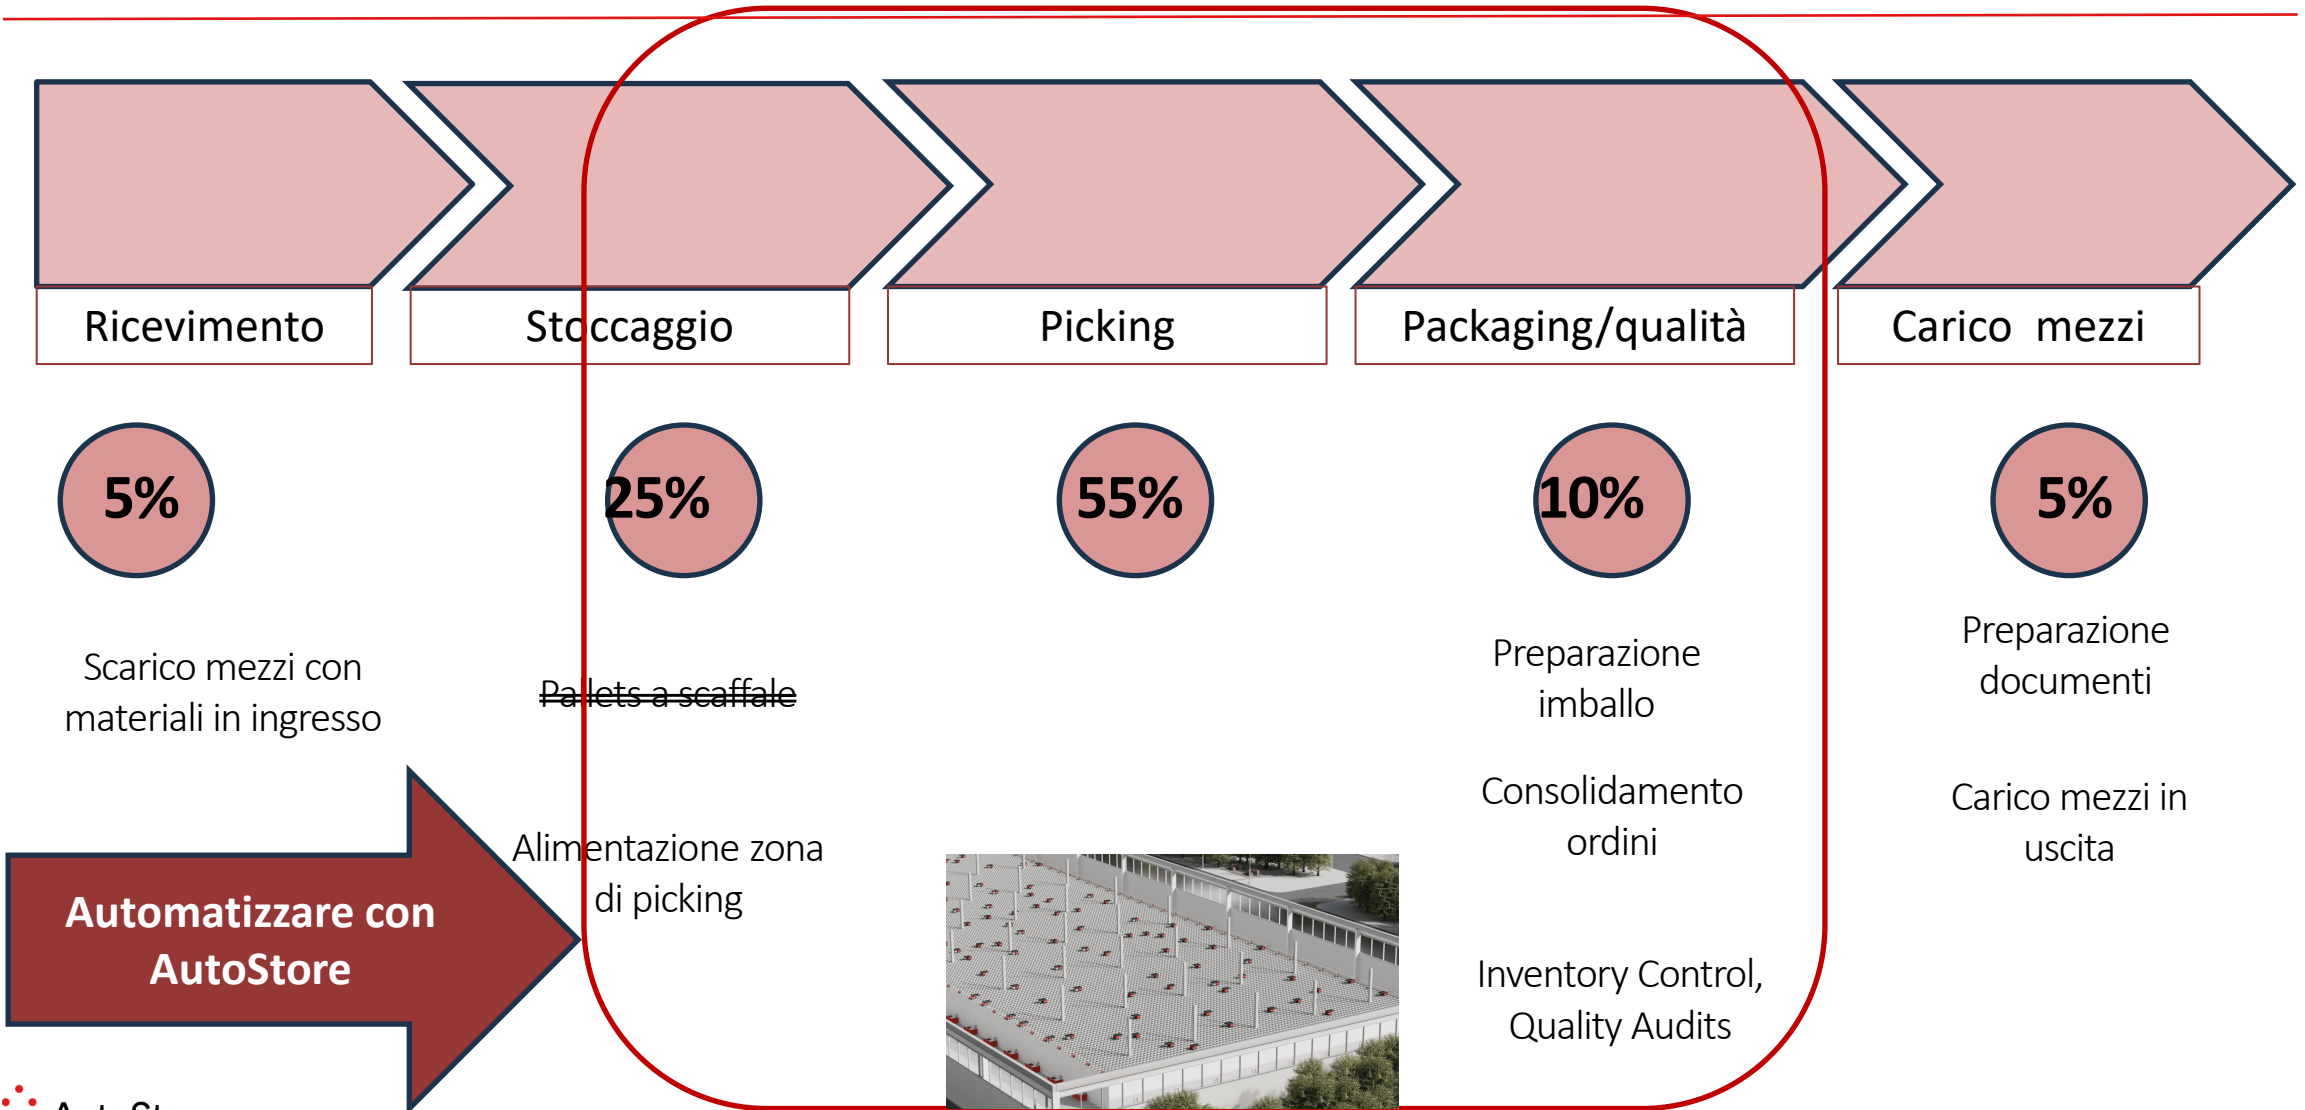 Ricevimento
Stoccaggio
Picking
Packaging/qualità
Carico mezzi
5%
25%
55%
10%
5%
Scarico mezzi con
materiali in ingresso
Pallets a scaffale
Alimentazione zona
di picking
Preparazione
imballo
Consolidamento
ordini
Inventory Control,
Quality Audits
Preparazione
documenti
Carico mezzi in
uscita
Automatizzare con
AutoStore